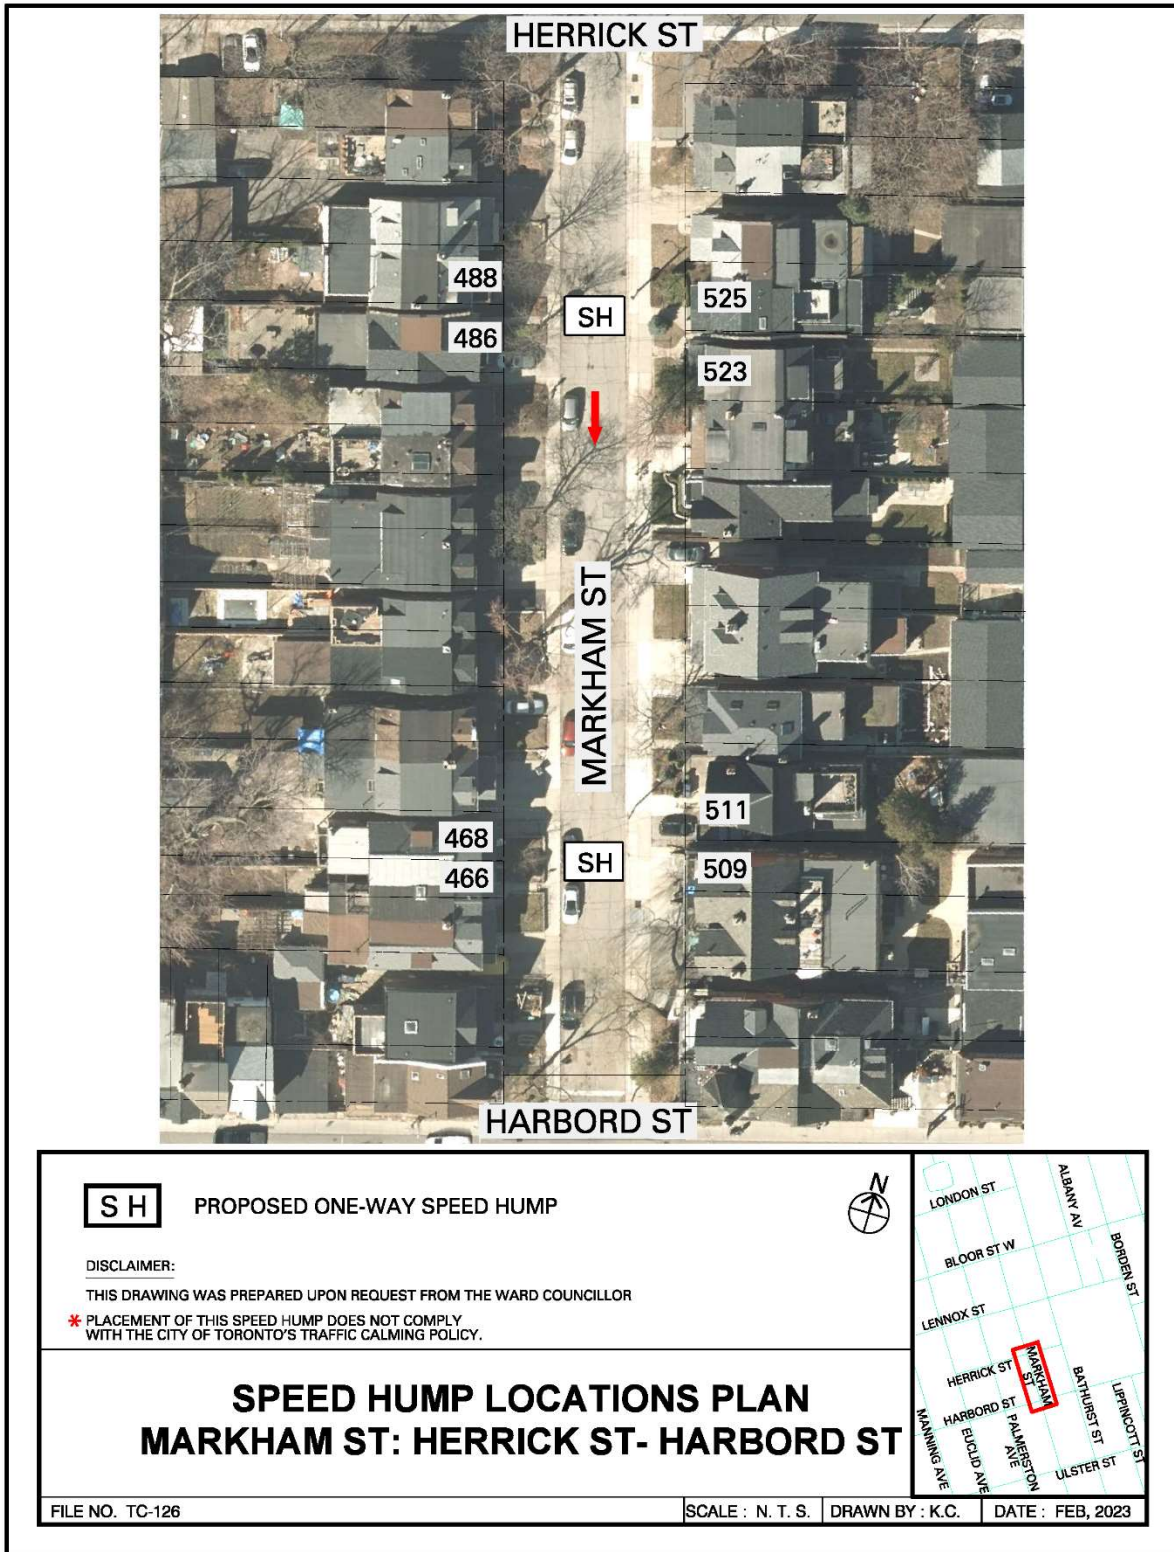 HERRICK ST
488
525
SH
486
523
MARKHAM ST
511
468
SH
509
466
HARBORD ST
SH
PROPOSED ONE-WAY SPEED HUMP
N
DISCLAIMER:
THIS DRAWING WAS PREPARED UPON REQUEST FROM THE WARD COUNCILLOR
* PLACEMENT OF THIS SPEED HUMP DOES NOT COMPLY
WITH THE CITY OF TORONTO'S TRAFFIC CALMING POLICY.
LONDON ST
ALBANY AV
BLOOR ST W
BORDEN ST
LENNOX ST
HERRICK ST
MARKHAM
ST
BATHURST ST
LIPPINCOTT ST
HARBORD ST
MANNING AVE
EUCLID AVE
PALMERSTON
AVE
ULSTER ST
SPEED HUMP LOCATIONS PLAN
MARKHAM ST: HERRICK ST- HARBORD ST
FILE NO. TC-126
SCALE : N. T. S.
DRAWN BY : K.C.
DATE : FEB, 2023